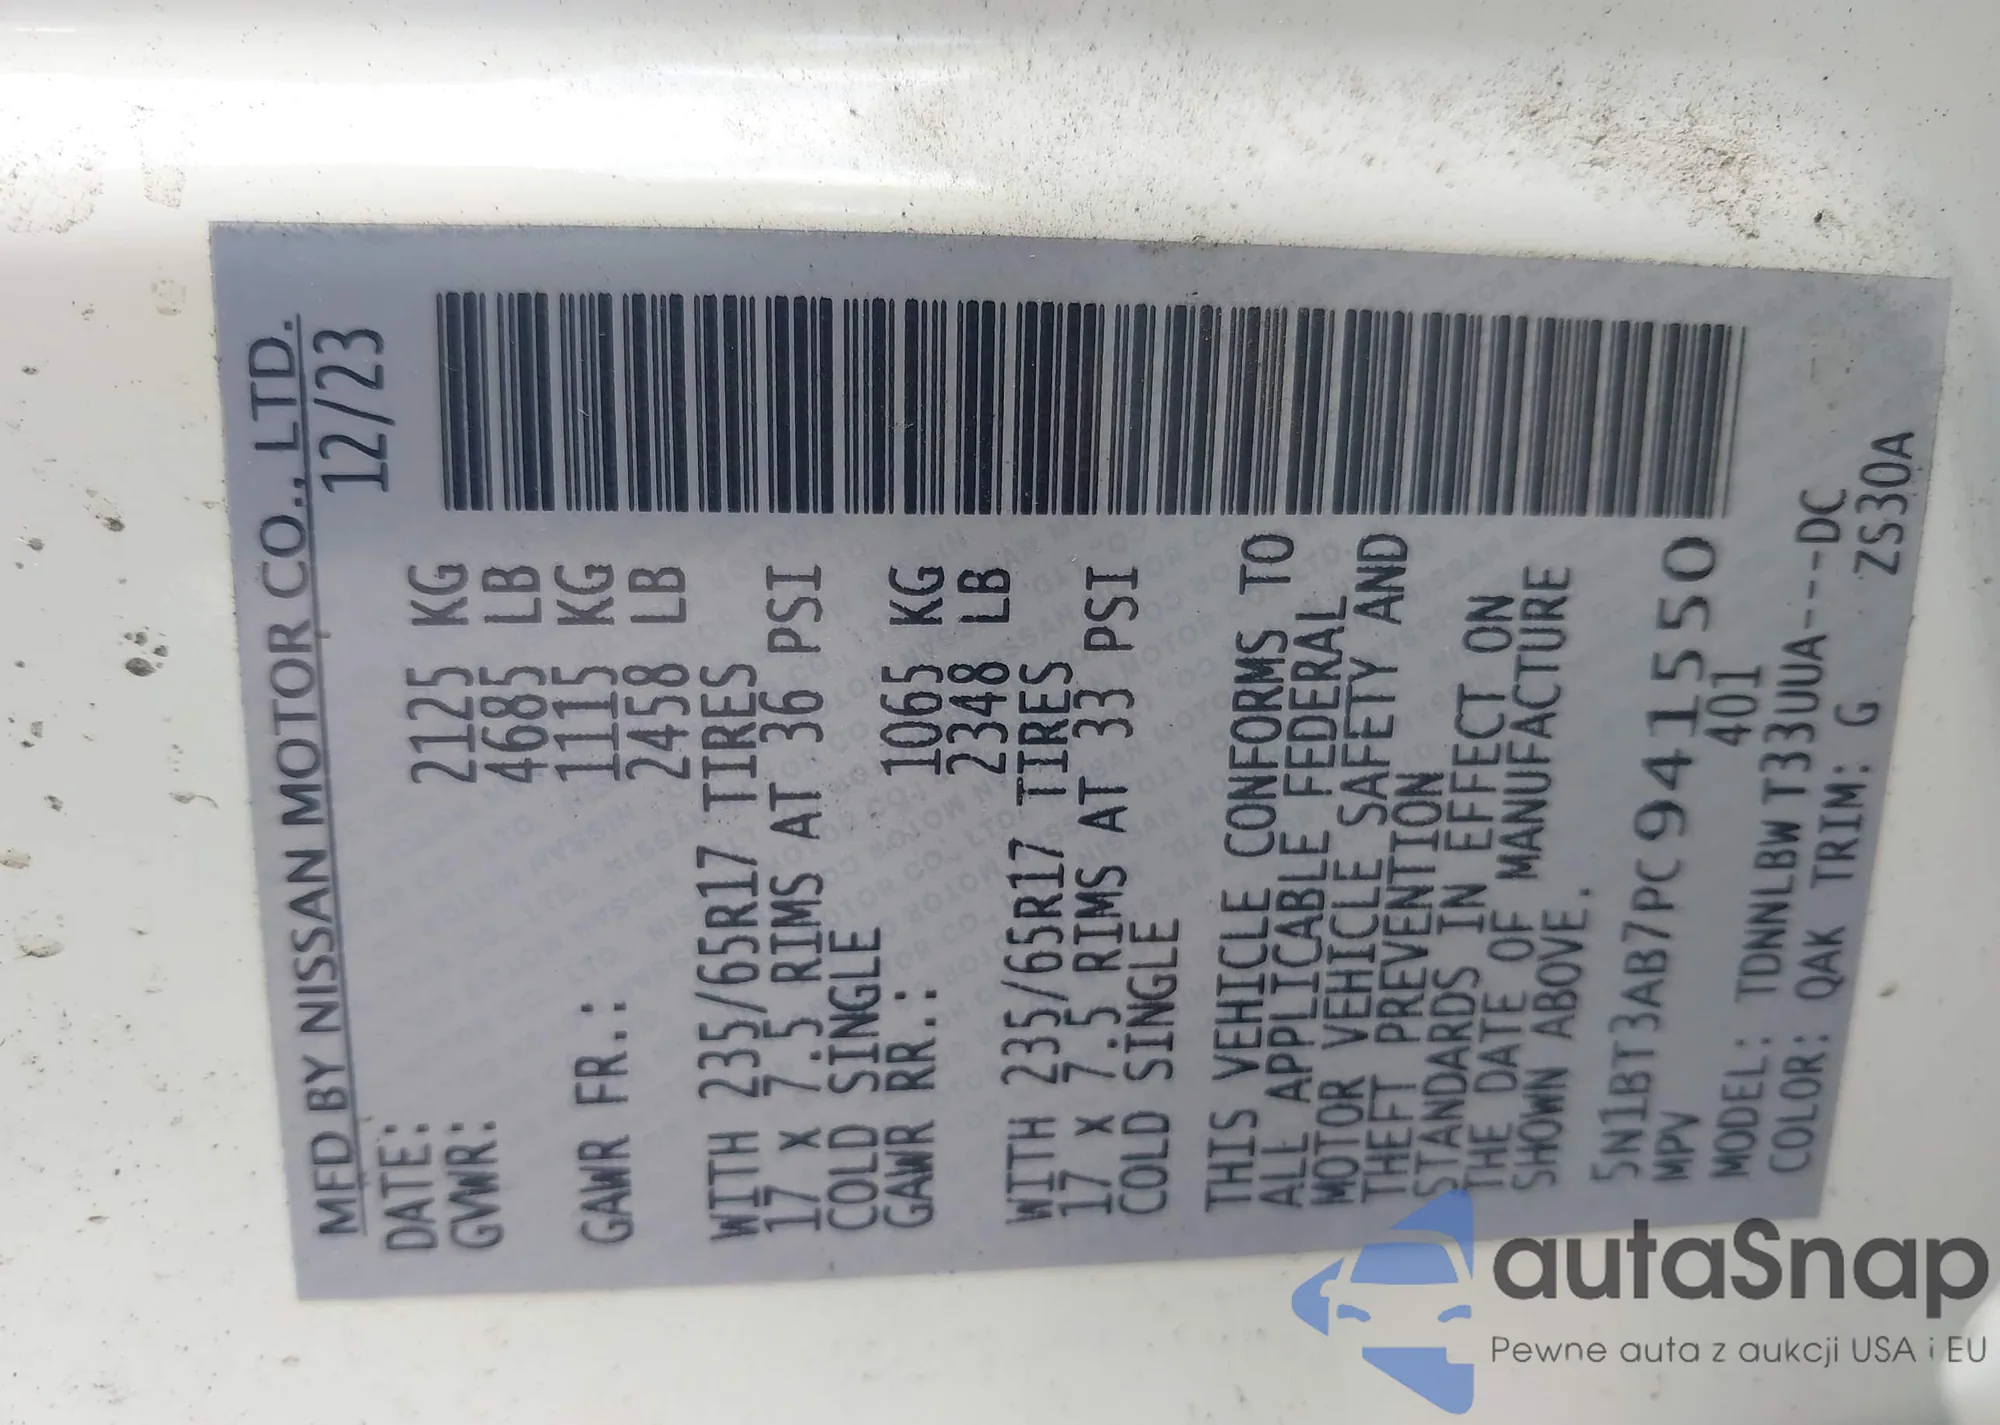 MFD BY NISSAN MOTOR CO., LTD.
DATE: 12/23
GVWR: 2125 KG
4685 LB
GAWR FR.: 1115 KG
2458 LB
WITH 235/65R17 TIRES
17 X 7.5 RIMS AT 36 PSI
COLD SINGLE
GAWR RR.: 1065 KG
2348 LB
WITH 235/65R17 TIRES
17 X 7.5 RIMS AT 33 PSI
COLD SINGLE
THIS VEHICLE CONFORMS TO
ALL APPLICABLE FEDERAL
MOTOR VEHICLE SAFETY AND
THEFT PREVENTION
STANDARDS IN EFFECT ON
THE DATE OF MANUFACTURE
SHOWN ABOVE.
5N1BT3AB7PC941550
MPV 401
MODEL: TDNNLBW T33UUA---DC
COLOR: QAK TRIM: G ZS30A
autaSnap
Pewne auta z aukcji USA i EU